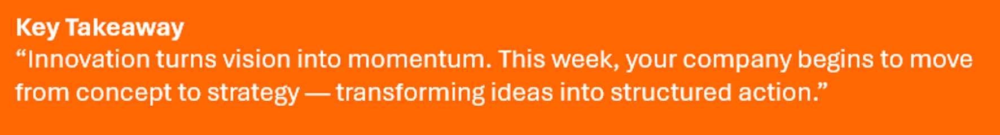 Key Takeaway
“Innovation turns vision into momentum. This week, your company begins to move
from concept to strategy — transforming ideas into structured action.”